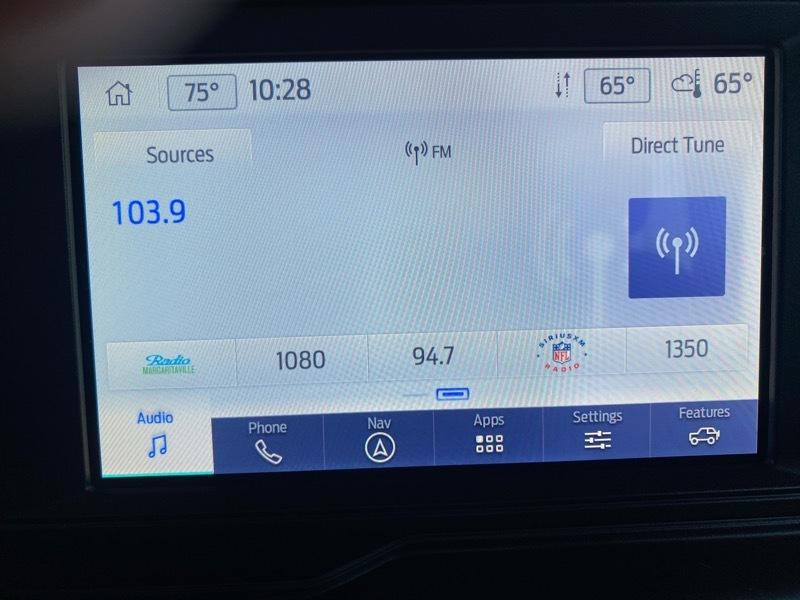 75° 10:28 65° 65°
Sources FM Direct Tune
103.9
Radio MARGARITAVILLE 1080 94.7 SIRIUSXM NFL RADIO 1350
Audio Phone Nav Apps Settings Features